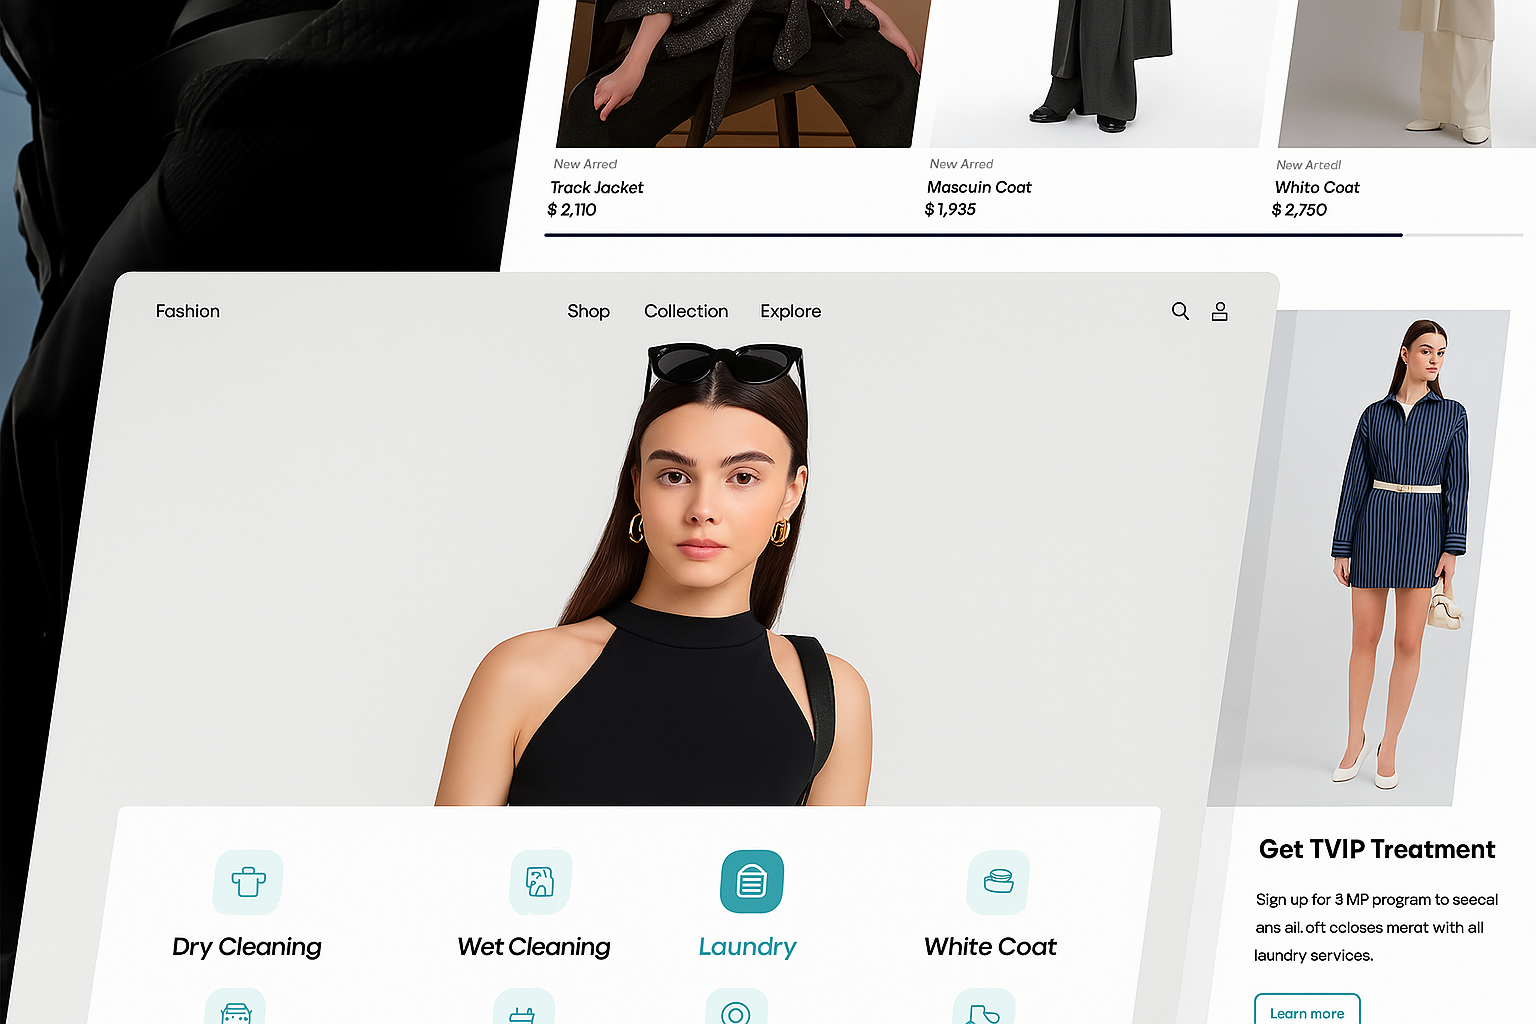 New Arred
Track Jacket
$ 2,110
New Arred
Mascuin Coat
$ 1,935
New Artedl
Whito Coat
$ 2,750
Fashion
Shop
Collection
Explore
Dry Cleaning
Wet Cleaning
Laundry
White Coat
Get TVIP Treatment
Sign up for 3 MP program to seecal
ans ail. oft ccloses merat with all
laundry services.
Learn more